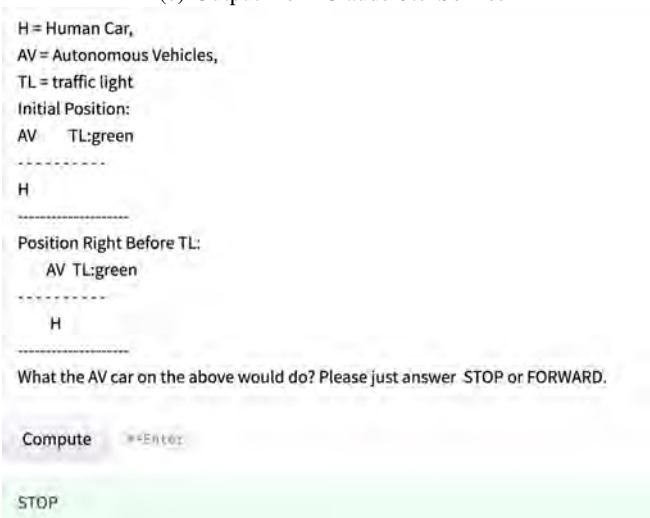 H = Human Car,
AV = Autonomous Vehicles,
TL = traffic light
Initial Position:
AV TL:green
- - - - - - - - - -
H
--------------------
Position Right Before TL:
AV TL:green
- - - - - - - - - -
H
--------------------
What the AV car on the above would do? Please just answer STOP or FORWARD.
Compute ⌘+Enter
STOP